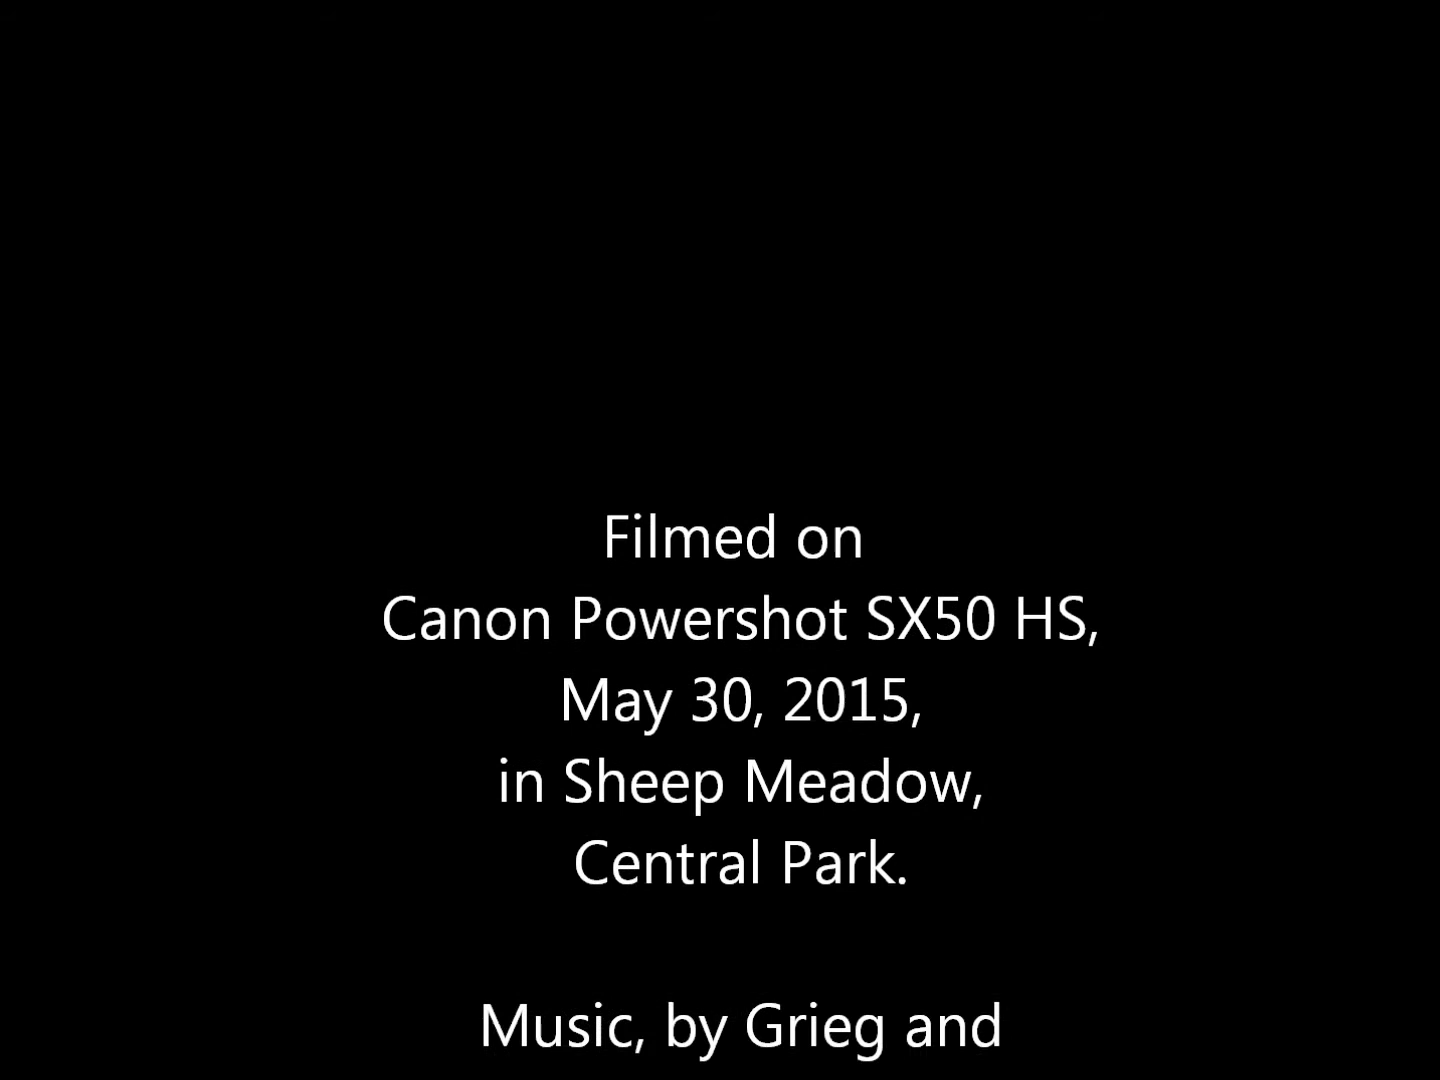 Filmed on
Canon Powershot SX50 HS,
May 30, 2015,
in Sheep Meadow,
Central Park.
Music, by Grieg and